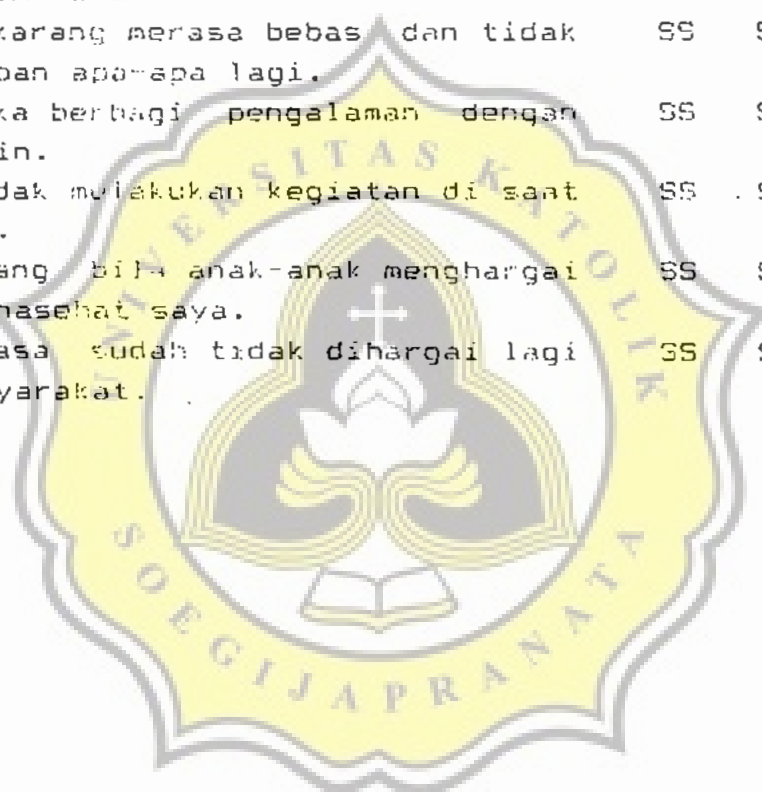 karang merasa bebas dan tidak SS
ban apa-apa lagi.
ka berbagi pengalaman dengan SS
in.
dak melakukan kegiatan di saat SS
ang bila anak-anak menghargai SS
nasehat saya.
asa sudah tidak dihargai lagi SS
yarakat.
UNIVERSITAS KATOLIK
SOEGIJAPRANATA